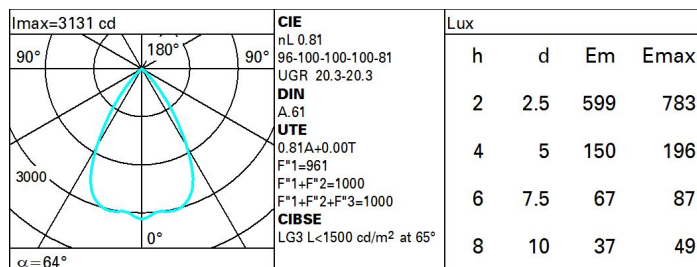 Imax=3131 cd
90°
180°
90°
3000
0°
α=64°
CIE
nL 0.81
96-100-100-100-81
UGR 20.3-20.3
DIN
A.61
UTE
0.81A+0.00T
F"1=961
F"1+F"2=1000
F"1+F"2+F"3=1000
CIBSE
LG3 L<1500 cd/m² at 65°
Lux
h d Em Emax
2 2.5 599 783
4 5 150 196
6 7.5 67 87
8 10 37 49